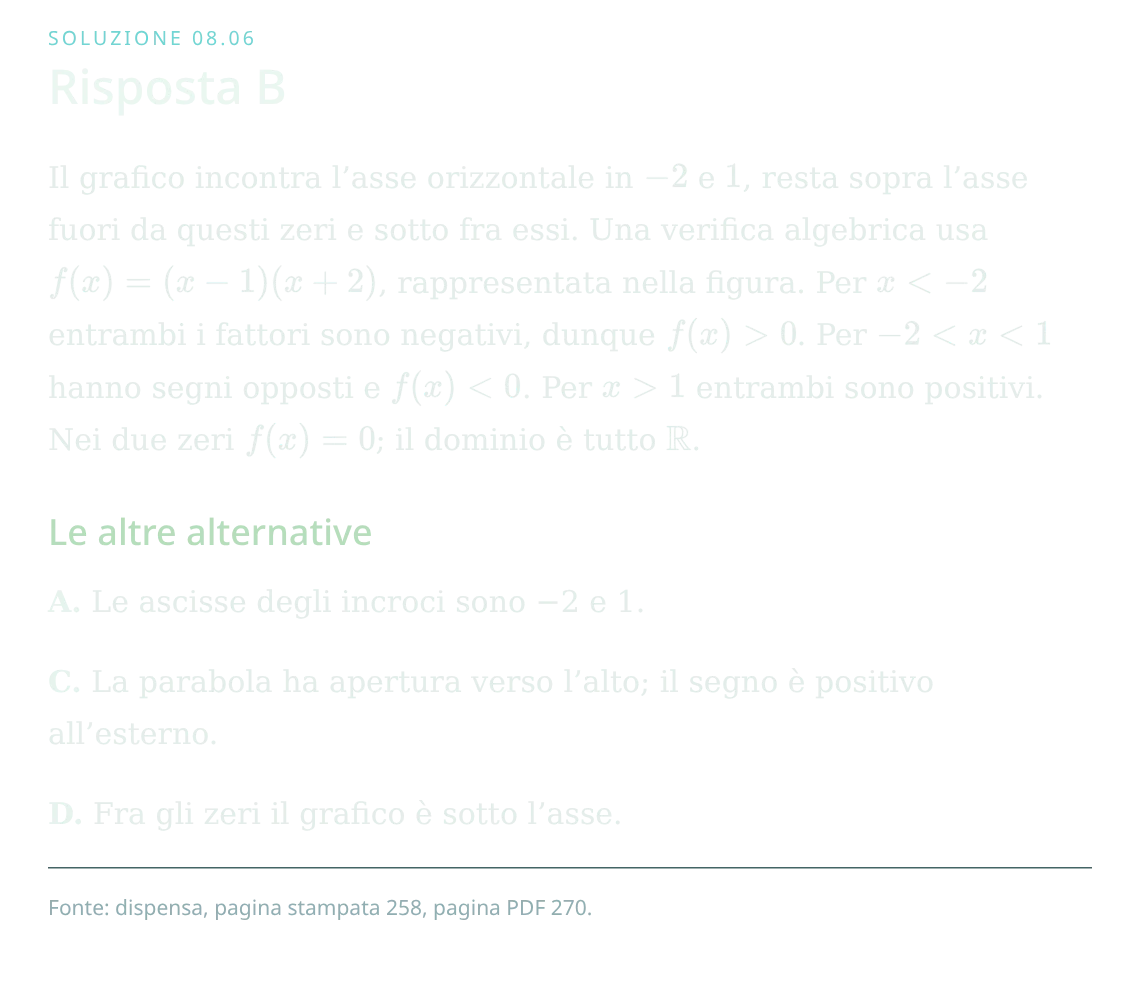 SOLUZIONE 08.06
Risposta B
Il grafico incontra l’asse orizzontale in −2 e 1, resta sopra l’asse
fuori da questi zeri e sotto fra essi. Una verifica algebrica usa
f(x) = (x − 1)(x + 2), rappresentata nella figura. Per x < −2
entrambi i fattori sono negativi, dunque f(x) > 0. Per −2 < x < 1
hanno segni opposti e f(x) < 0. Per x > 1 entrambi sono positivi.
Nei due zeri f(x) = 0; il dominio è tutto ℝ.
Le altre alternative
A. Le ascisse degli incroci sono −2 e 1.
C. La parabola ha apertura verso l’alto; il segno è positivo
all’esterno.
D. Fra gli zeri il grafico è sotto l’asse.
Fonte: dispensa, pagina stampata 258, pagina PDF 270.